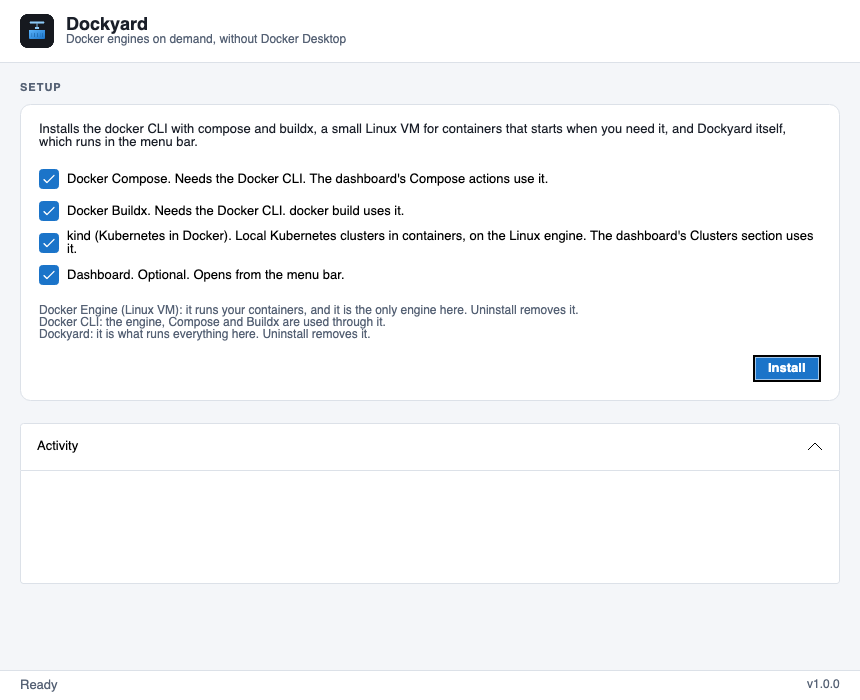 Dockyard
Docker engines on demand, without Docker Desktop
SETUP
Installs the docker CLI with compose and buildx, a small Linux VM for containers that starts when you need it, and Dockyard itself,
which runs in the menu bar.
Docker Compose. Needs the Docker CLI. The dashboard's Compose actions use it.
Docker Buildx. Needs the Docker CLI. docker build uses it.
kind (Kubernetes in Docker). Local Kubernetes clusters in containers, on the Linux engine. The dashboard's Clusters section uses
it.
Dashboard. Optional. Opens from the menu bar.
Docker Engine (Linux VM): it runs your containers, and it is the only engine here. Uninstall removes it.
Docker CLI: the engine, Compose and Buildx are used through it.
Dockyard: it is what runs everything here. Uninstall removes it.
Install
Activity
Ready
v1.0.0